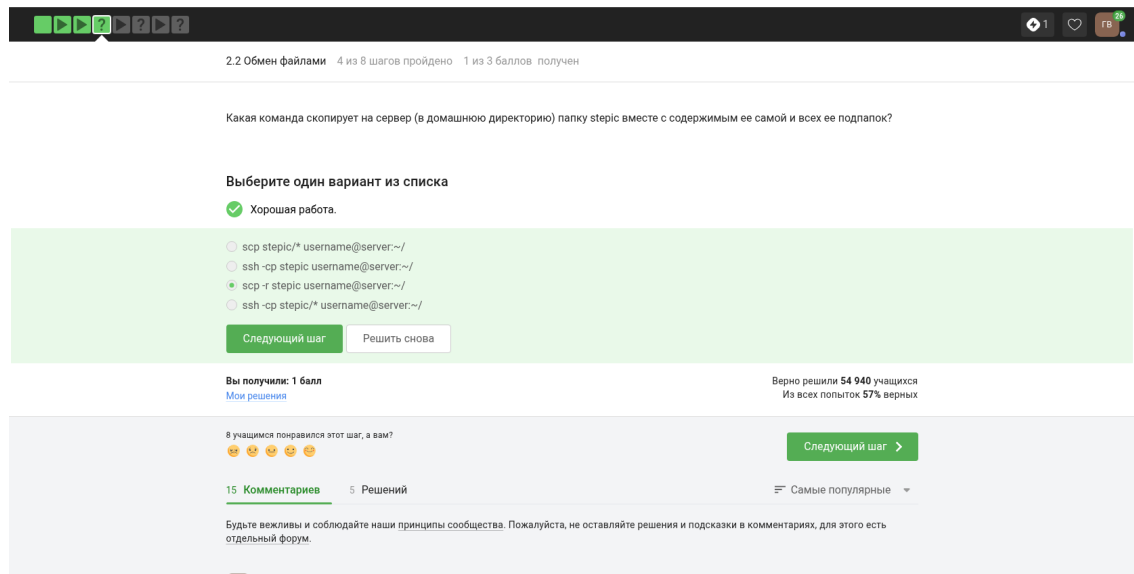 ? ? ?
1
ГВ
26
2.2 Обмен файлами 4 из 8 шагов пройдено 1 из 3 баллов получен
Какая команда скопирует на сервер (в домашнюю директорию) папку stepic вместе с содержимым ее самой и всех ее подпапок?
Выберите один вариант из списка
Хорошая работа.
scp stepic/* username@server:~/
ssh -cp stepic username@server:~/
scp -r stepic username@server:~/
ssh -cp stepic/* username@server:~/
Следующий шаг Решить снова
Вы получили: 1 балл
Мои решения
Верно решили 54 940 учащихся
Из всех попыток 57% верных
8 учащимся понравился этот шаг, а вам?
Следующий шаг
15 Комментариев 5 Решений
Самые популярные
Будьте вежливы и соблюдайте наши принципы сообщества. Пожалуйста, не оставляйте решения и подсказки в комментариях, для этого есть
отдельный форум.